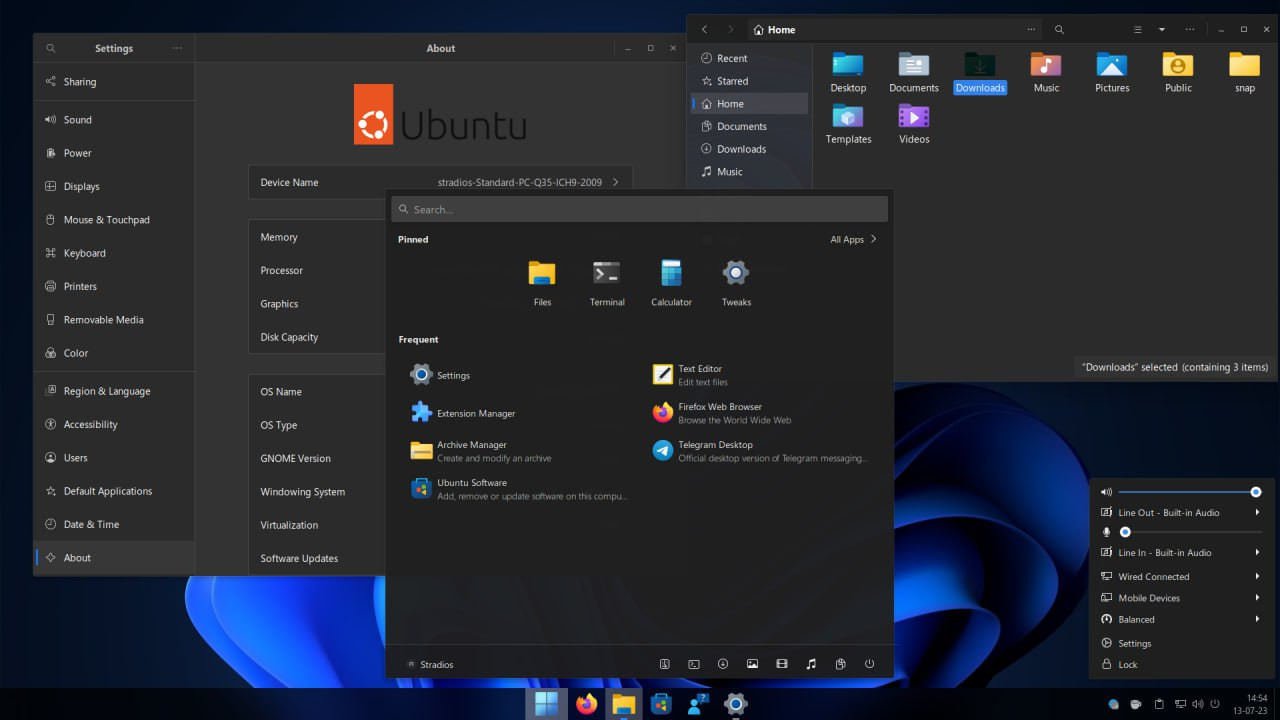 Settings
Sharing
Sound
Power
Displays
Mouse & Touchpad
Keyboard
Printers
Removable Media
Color
Region & Language
Accessibility
Users
Default Applications
Date & Time
About
About
Ubuntu
Device Name stradios-Standard-PC-Q35-ICH9-2009
Memory
Processor
Graphics
Disk Capacity
OS Name
OS Type
GNOME Version
Windowing System
Virtualization
Software Updates
Home
Recent
Starred
Home
Documents
Downloads
Music
Desktop Documents Downloads Music Pictures Public snap
Templates Videos
"Downloads" selected (containing 3 items)
Search...
Pinned All Apps
Files Terminal Calculator Tweaks
Frequent
Settings
Extension Manager
Archive Manager
Create and modify an archive
Ubuntu Software
Add, remove or update software on this compu...
Text Editor
Edit text files
Firefox Web Browser
Browse the World Wide Web
Telegram Desktop
Official desktop version of Telegram messaging...
Stradios
Line Out - Built-in Audio
Line In - Built-in Audio
Wired Connected
Mobile Devices
Balanced
Settings
Lock
14:54
13-07-23